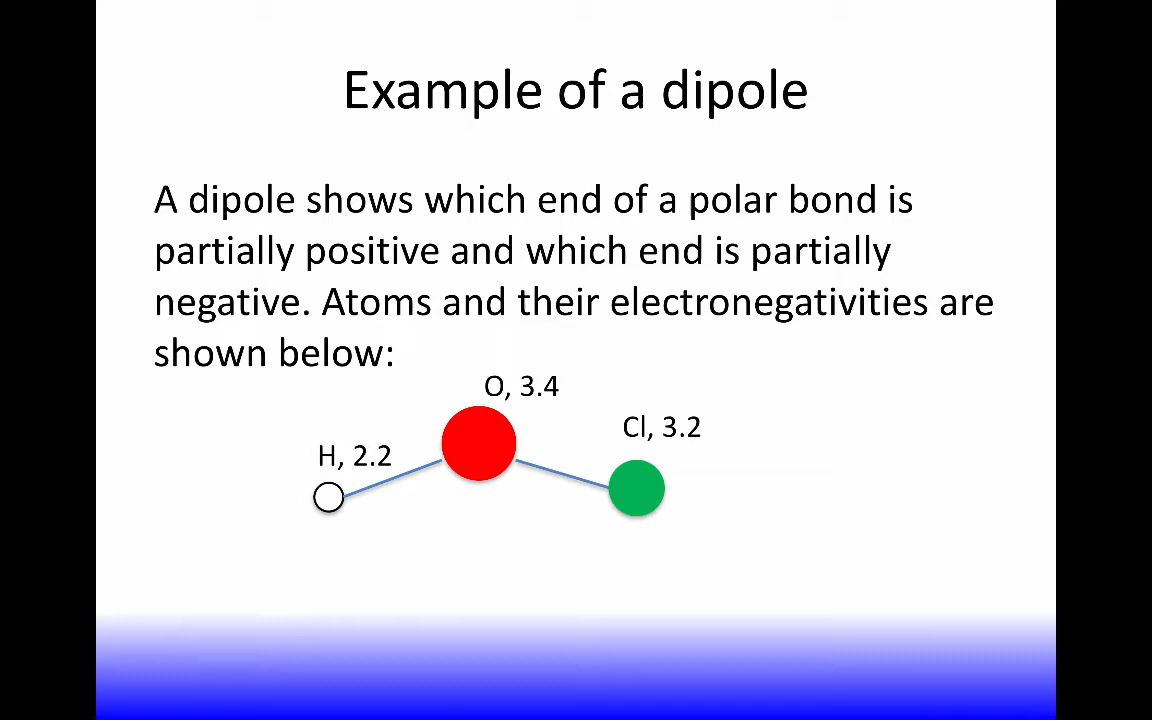 Example of a dipole
A dipole shows which end of a polar bond is
partially positive and which end is partially
negative. Atoms and their electronegativities are
shown below:
O, 3.4
Cl, 3.2
H, 2.2